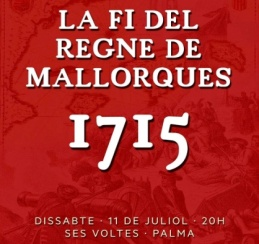 LA FI DEL
REGNE DE
MALLORQUES
1715
DISSABTE · 11 DE JULIOL · 20H
SES VOLTES · PALMA